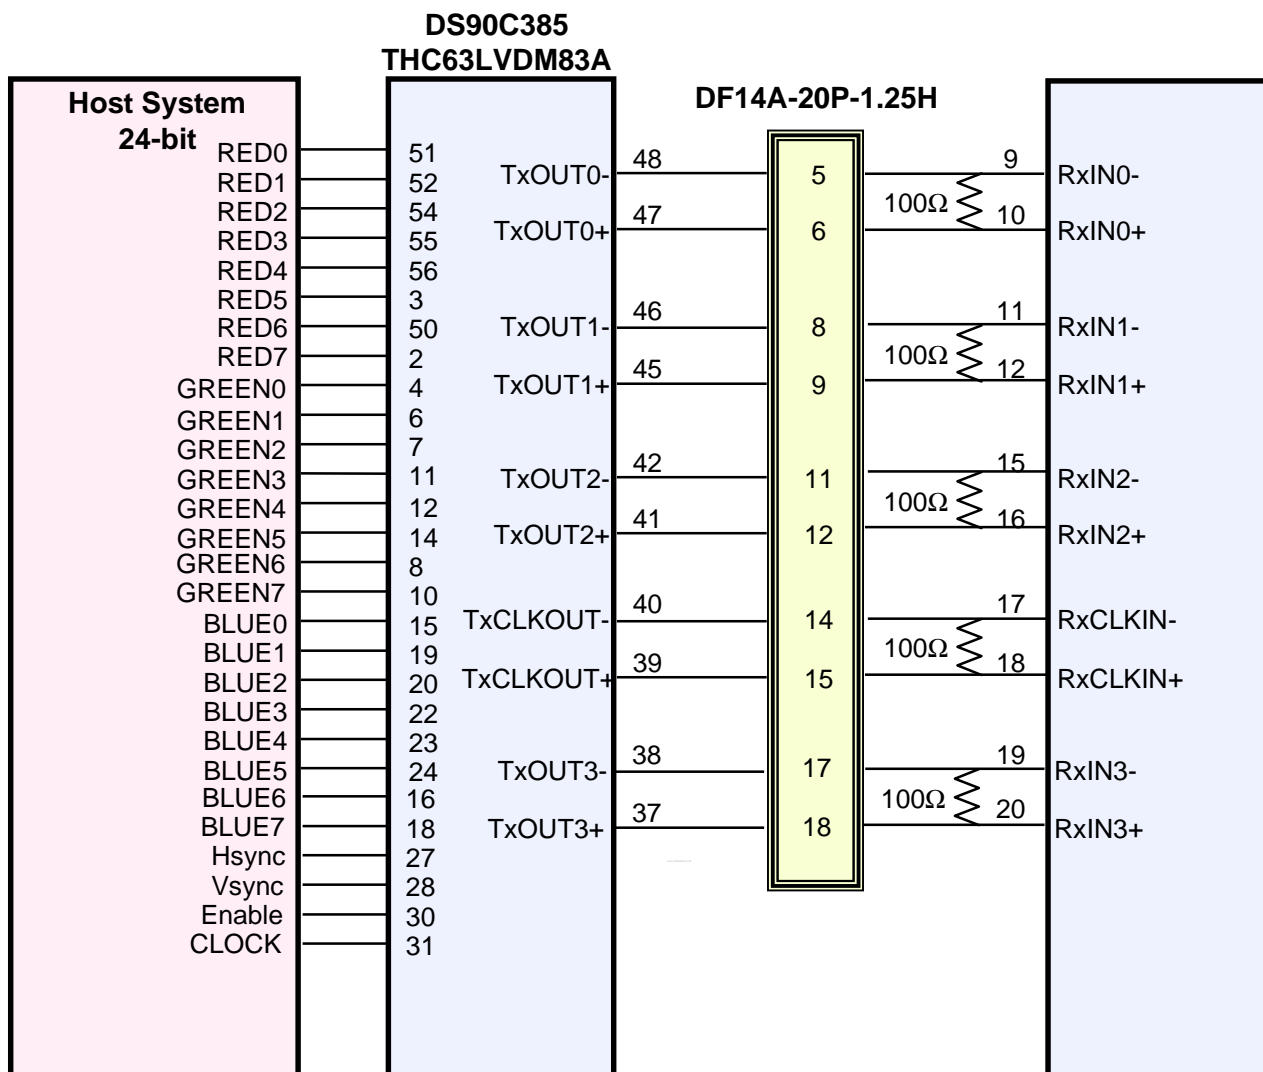 DS90C385
THC63LVDM83A
Host System
24-bit
DF14A-20P-1.25H
RED0 51
RED1 52
RED2 54
RED3 55
RED4 56
RED5 3
RED6 50
RED7 2
GREEN0 4
GREEN1 6
GREEN2 7
GREEN3 11
GREEN4 12
GREEN5 14
GREEN6 8
GREEN7 10
BLUE0 15
BLUE1 19
BLUE2 20
BLUE3 22
BLUE4 23
BLUE5 24
BLUE6 16
BLUE7 18
Hsync 27
Vsync 28
Enable 30
CLOCK 31
TxOUT0- 48 5 9 RxIN0-
100Ω
TxOUT0+ 47 6 10 RxIN0+
TxOUT1- 46 8 11 RxIN1-
100Ω
TxOUT1+ 45 9 12 RxIN1+
TxOUT2- 42 11 15 RxIN2-
100Ω
TxOUT2+ 41 12 16 RxIN2+
TxCLKOUT- 40 14 17 RxCLKIN-
100Ω
TxCLKOUT+ 39 15 18 RxCLKIN+
TxOUT3- 38 17 19 RxIN3-
100Ω
TxOUT3+ 37 18 20 RxIN3+